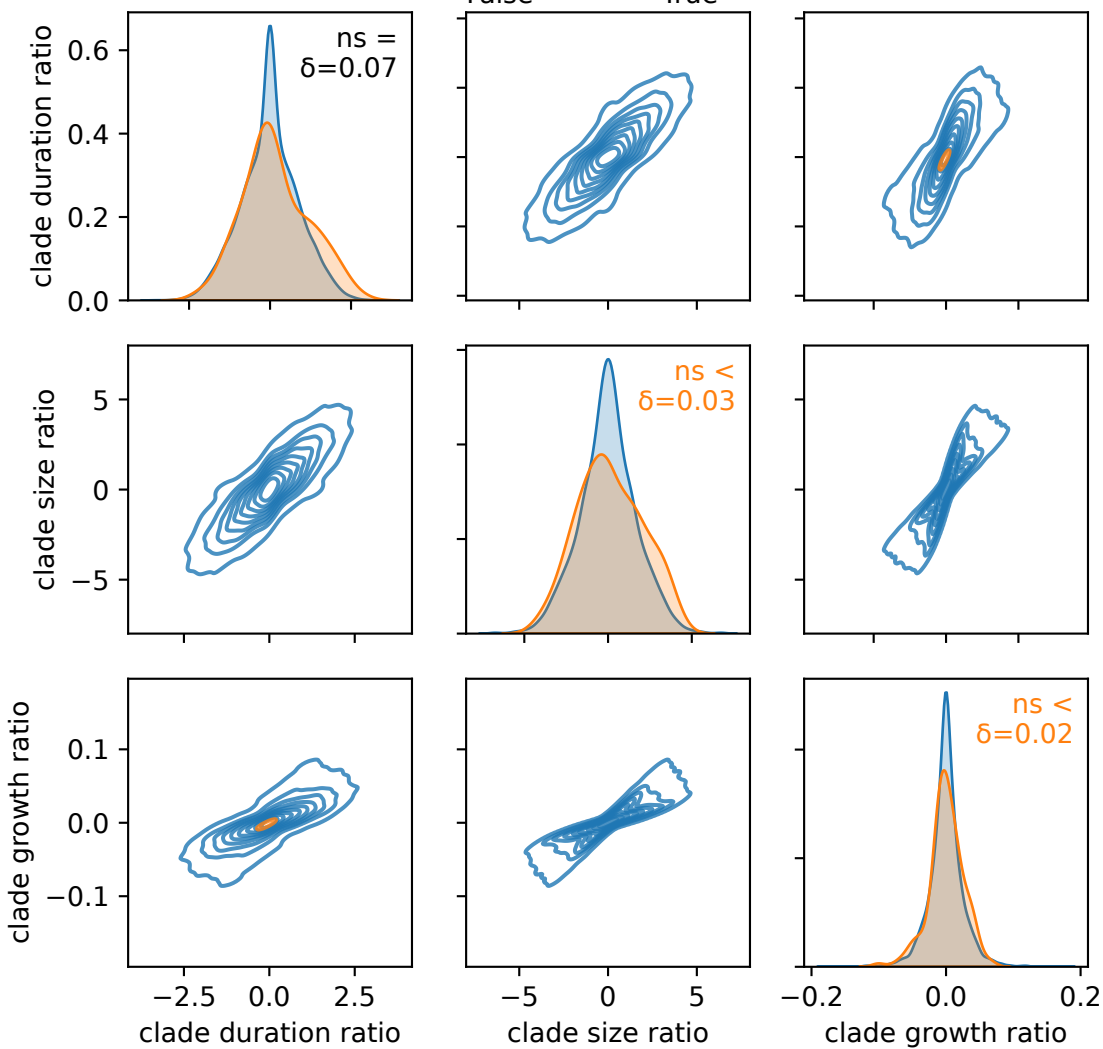 ns =
δ=0.07
clade duration ratio
0.6
0.4
0.2
0.0
ns <
δ=0.03
clade size ratio
5
0
−5
ns <
δ=0.02
clade growth ratio
0.1
0.0
−0.1
−2.5 0.0 2.5
−5 0 5
−0.2 0.0 0.2
clade duration ratio
clade size ratio
clade growth ratio